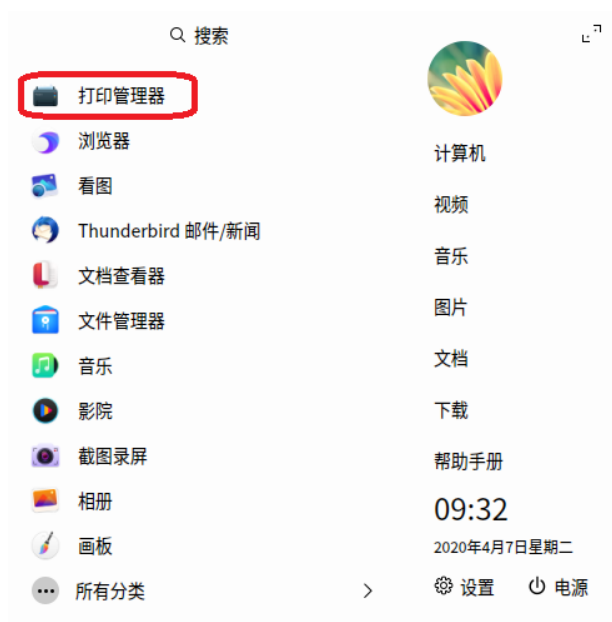 搜索
打印管理器
浏览器
看图
Thunderbird 邮件/新闻
文档查看器
文件管理器
音乐
影院
截图录屏
相册
画板
所有分类
计算机
视频
音乐
图片
文档
下载
帮助手册
09:32
2020年4月7日星期二
设置 电源